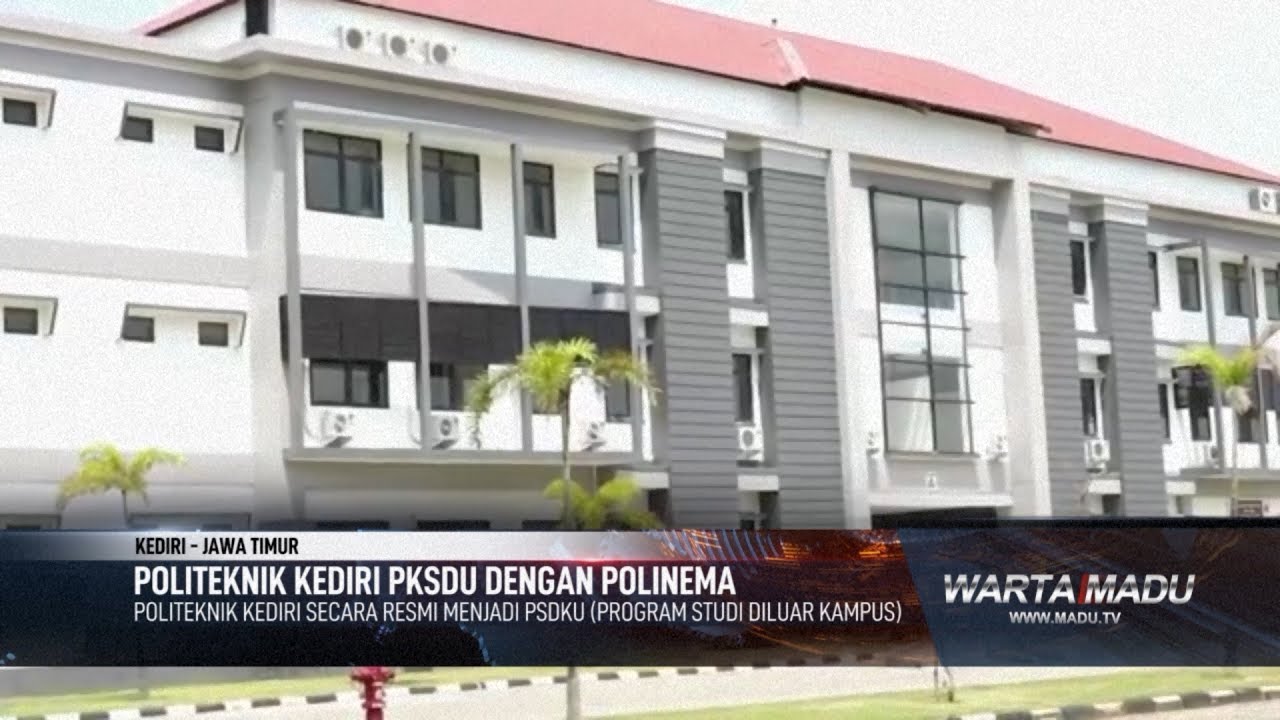 KEDIRI - JAWA TIMUR
POLITEKNIK KEDIRI PKSDU DENGAN POLINEMA
POLITEKNIK KEDIRI SECARA RESMI MENJADI PSDKU (PROGRAM STUDI DILUAR KAMPUS)
WARTA/MADU
WWW.MADU.TV